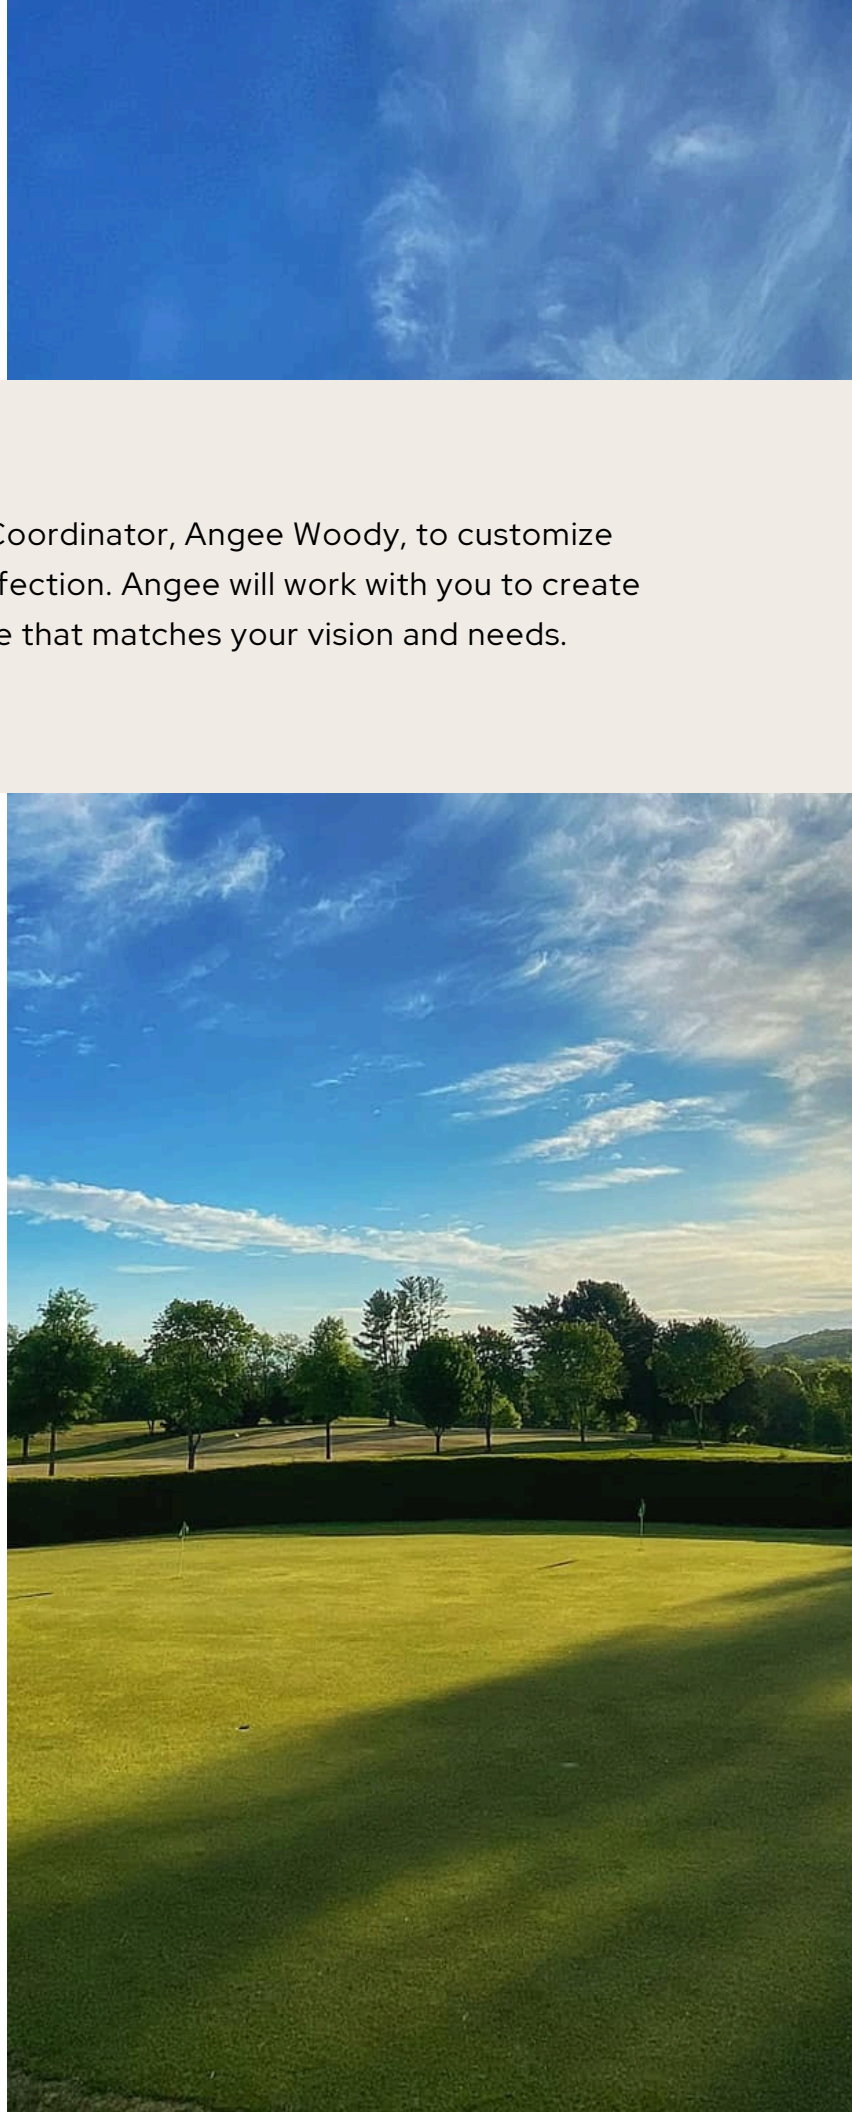 Coordinator, Angee Woody, to customize
fection. Angee will work with you to create
e that matches your vision and needs.